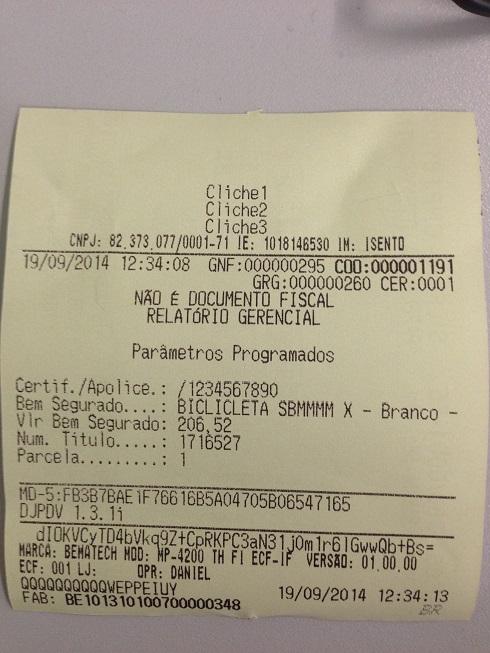 Cliche1
Cliche2
Cliche3
CNPJ: 82.373.077/0001-71 IE: 1018146530 IM: ISENTO
19/09/2014 12:34:08 GNF:000000295 COO:000001191
GRG:000000260 CER:0001
NÃO É DOCUMENTO FISCAL
RELATÓRIO GERENCIAL
Parâmetros Programados
Certif./Apolice.: /1234567890
Bem Segurado....: BICLICLETA SBMMMM X - Branco -
Vlr Bem Segurado: 206,52
Num. Titulo.....: 1716527
Parcela.........: 1
MD-5:FB3B7BAE1F76616B5A04705B06547165
DJPDV 1.3.1i
dIOKVCyTD4bVkq9Z+CpRKPC3aN31jOm1r6IGwwQb+Bs=
MARCA: BEMATECH MOD: MP-4200 TH FI ECF-IF VERSÃO: 01.00.00
ECF: 001 LJ: OPR: DANIEL
QQQQQQQQQQWEPPEIUY 19/09/2014 12:34:13
FAB: BE101310100700000348 BR